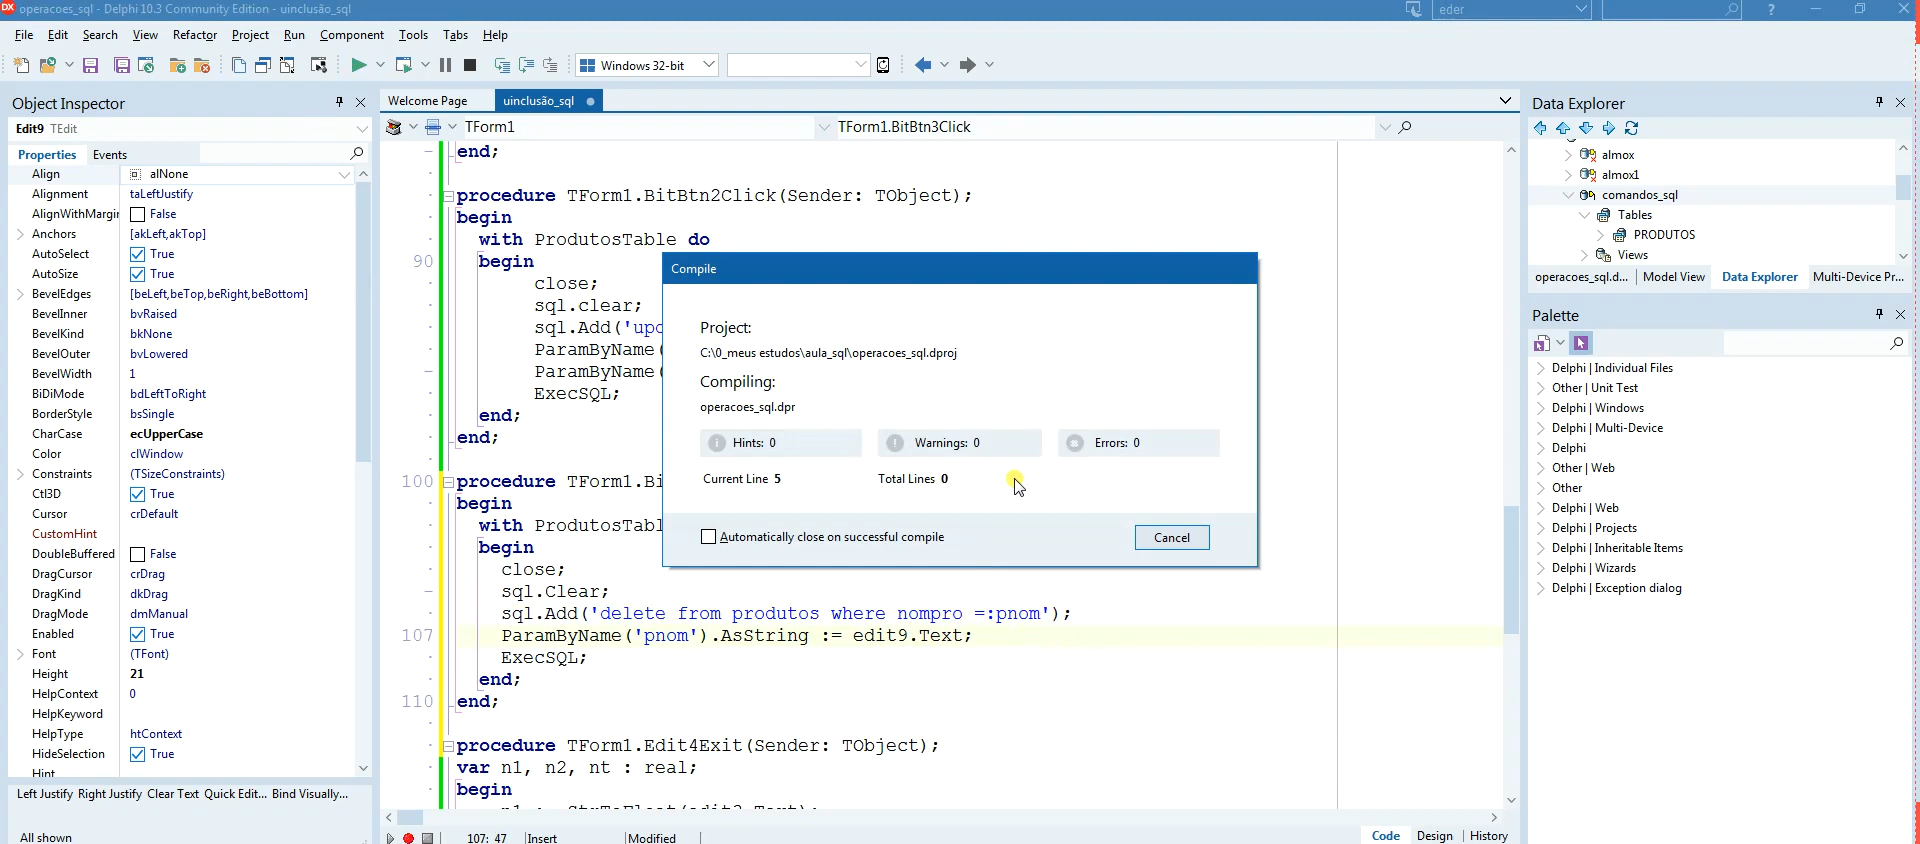 operacoes_sql - Delphi 10.3 Community Edition - uinclusão_sql
eder
File Edit Search View Refactor Project Run Component Tools Tabs Help
Windows 32-bit
Object Inspector
Edit9 TEdit
Properties Events
Align alNone
Alignment taLeftJustify
AlignWithMargin False
Anchors [akLeft,akTop]
AutoSelect True
AutoSize True
BevelEdges [beLeft,beTop,beRight,beBottom]
BevelInner bvRaised
BevelKind bkNone
BevelOuter bvLowered
BevelWidth 1
BiDiMode bdLeftToRight
BorderStyle bsSingle
CharCase ecUpperCase
Color clWindow
Constraints (TSizeConstraints)
Ctl3D True
Cursor crDefault
CustomHint
DoubleBuffered False
DragCursor crDrag
DragKind dkDrag
DragMode dmManual
Enabled True
Font (TFont)
Height 21
HelpContext 0
HelpKeyword
HelpType htContext
HideSelection True
Hint
Left Justify Right Justify Clear Text Quick Edit... Bind Visually...
All shown
Welcome Page uinclusão_sql
TForm1 TForm1.BitBtn3Click
end;
procedure TForm1.BitBtn2Click(Sender: TObject);
begin
with ProdutosTable do
90 begin
close;
sql.clear;
sql.Add('upd
ParamByName(
ParamByName(
ExecSQL;
end;
end;
100 procedure TForm1.Bi
begin
with ProdutosTabl
begin
close;
sql.Clear;
sql.Add('delete from produtos where nompro =:pnom');
107 ParamByName('pnom').AsString := edit9.Text;
ExecSQL;
end;
110 end;
procedure TForm1.Edit4Exit(Sender: TObject);
var n1, n2, nt : real;
begin
107: 47 Insert Modified
Code Design History
Compile
Project:
C:\0_meus estudos\aula_sql\operacoes_sql.dproj
Compiling:
operacoes_sql.dpr
Hints: 0 Warnings: 0 Errors: 0
Current Line 5 Total Lines 0
Automatically close on successful compile Cancel
Data Explorer
almox
almox1
comandos_sql
Tables
PRODUTOS
Views
operacoes_sql.d... Model View Data Explorer Multi-Device Pr...
Palette
Delphi | Individual Files
Other | Unit Test
Delphi | Windows
Delphi | Multi-Device
Delphi
Other | Web
Other
Delphi | Web
Delphi | Projects
Delphi | Inheritable Items
Delphi | Wizards
Delphi | Exception dialog